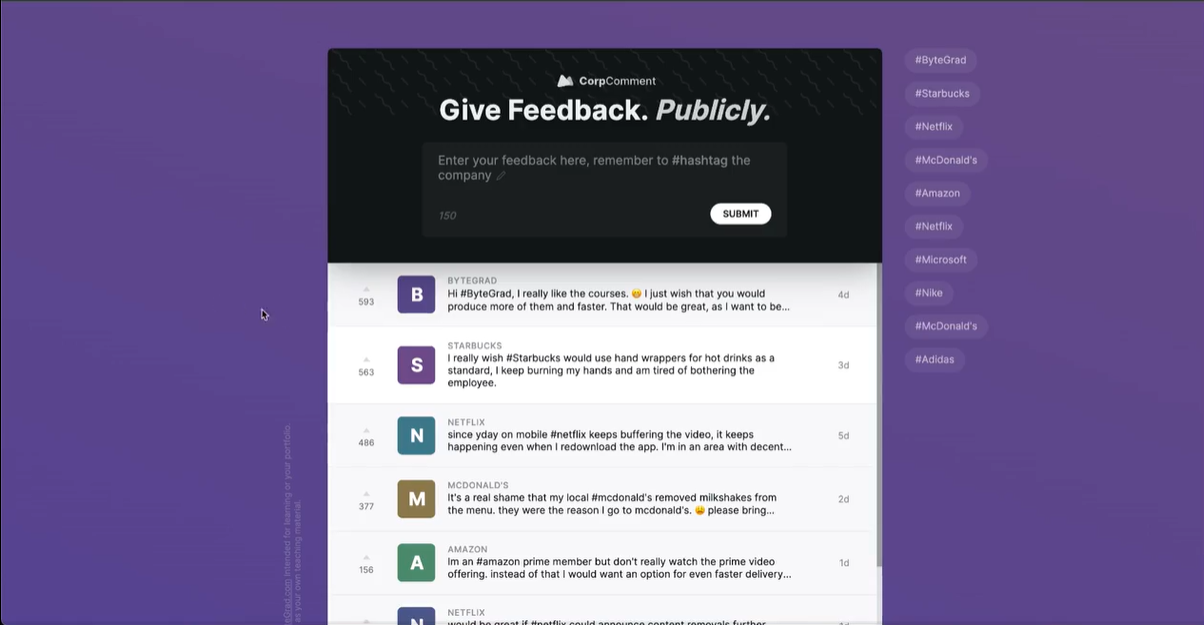 CorpComment
Give Feedback. Publicly.
Enter your feedback here, remember to #hashtag the
company
150
SUBMIT
593
B
BYTEGRAD
Hi #ByteGrad, I really like the courses. 😁 I just wish that you would
produce more of them and faster. That would be great, as I want to be...
4d
563
S
STARBUCKS
I really wish #Starbucks would use hand wrappers for hot drinks as a
standard, I keep burning my hands and am tired of bothering the
employee.
3d
486
N
NETFLIX
since yday on mobile #netflix keeps buffering the video, it keeps
happening even when I redownload the app. I'm in an area with decent...
5d
377
M
MCDONALD'S
It's a real shame that my local #mcdonald's removed milkshakes from
the menu. they were the reason I go to mcdonald's. 😩 please bring...
2d
156
A
AMAZON
Im an #amazon prime member but don't really watch the prime video
offering. instead of that I would want an option for even faster delivery...
1d
N
NETFLIX
would be great if #netflix could announce content removals further
#ByteGrad
#Starbucks
#Netflix
#McDonald's
#Amazon
#Netflix
#Microsoft
#Nike
#McDonald's
#Adidas
Grad.com Intended for learning or your portfolio.
as your own teaching material.